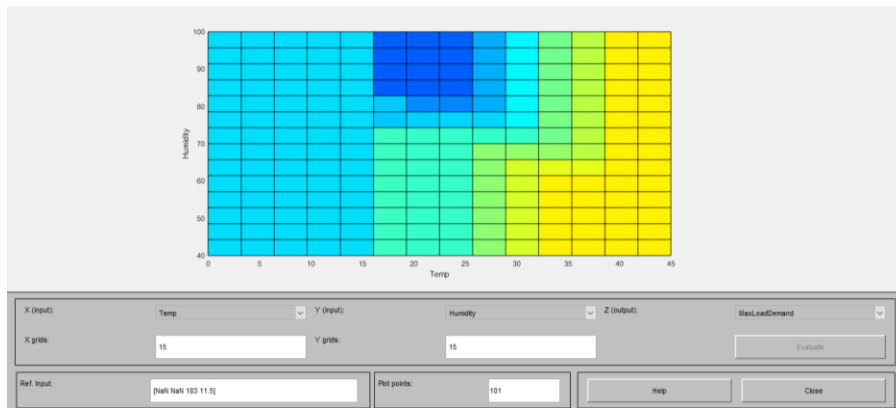 100
90
80
70
60
50
40
Humidity
0 5 10 15 20 25 30 35 40 45
Temp
X (input): Temp Y (input): Humidity Z (output): MaxLoadDemand
X grids: 15 Y grids: 15 Evaluate
Ref. Input: [NaN NaN 183 11.5] Plot points: 101 Help Close